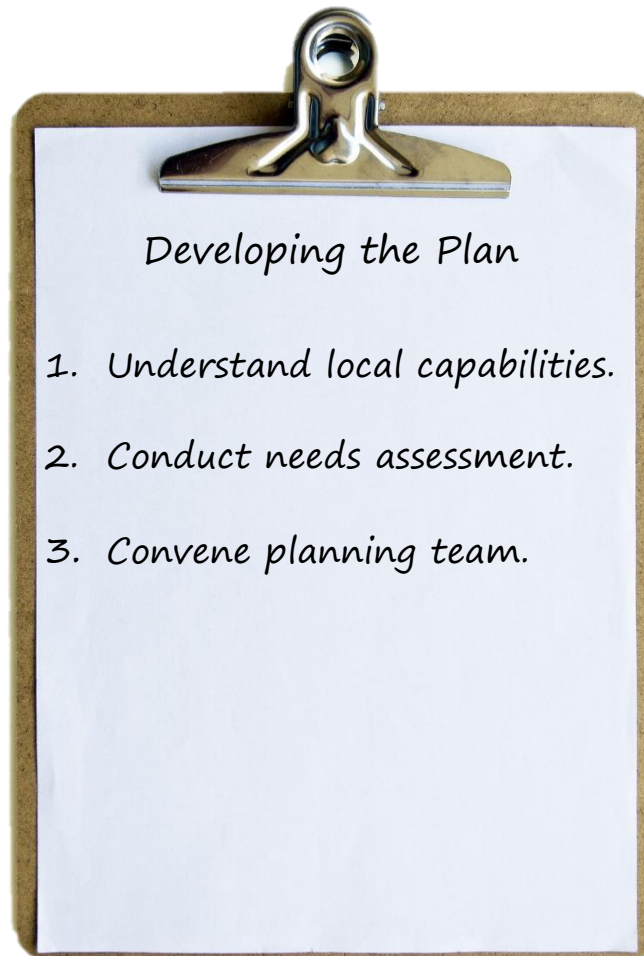 Developing the Plan
1. Understand local capabilities.
2. Conduct needs assessment.
3. Convene planning team.